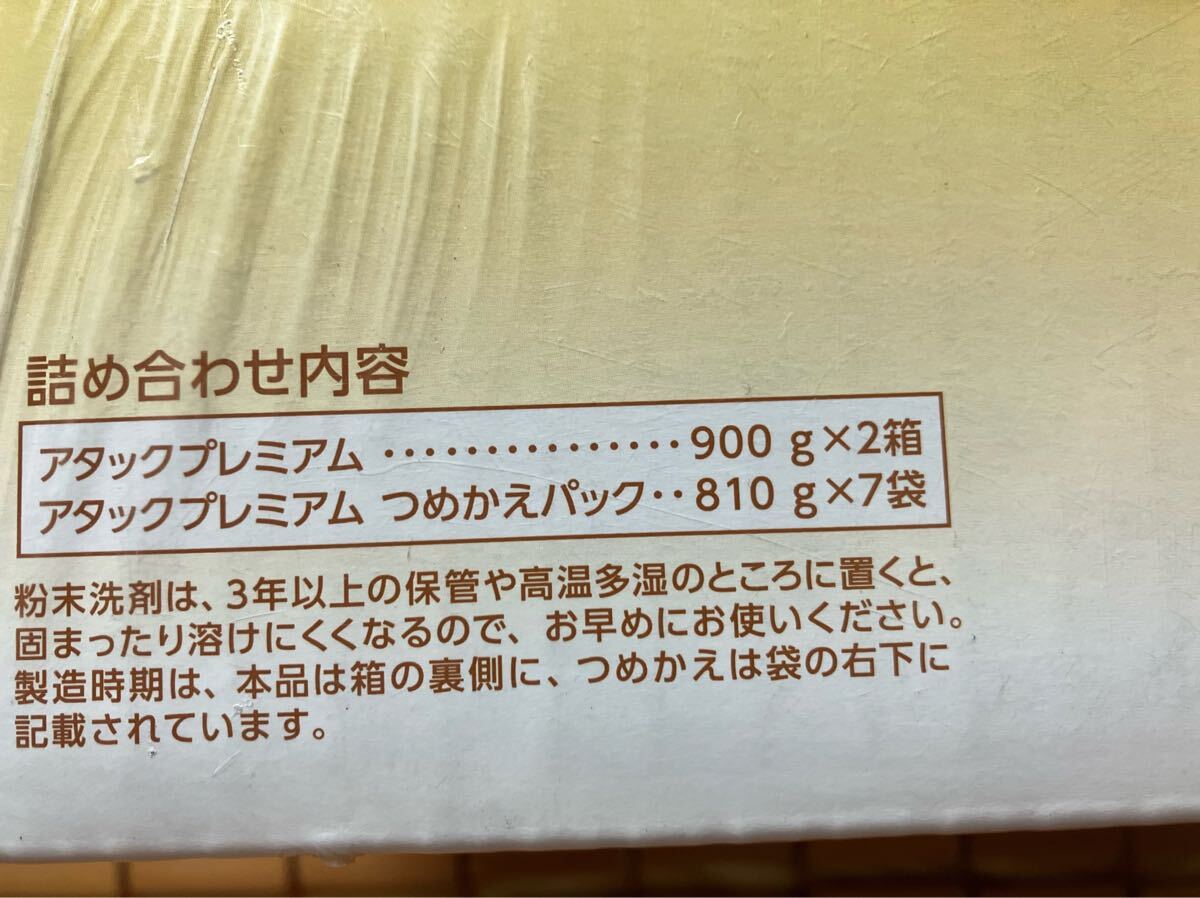 詰め合わせ内容
アタックプレミアム ················900 g×2箱
アタックプレミアム つめかえパック··810 g×7袋
粉末洗剤は、3年以上の保管や高温多湿のところに置くと、
固まったり溶けにくくなるので、お早めにお使いください。
製造時期は、本品は箱の裏側に、つめかえは袋の右下に
記載されています。